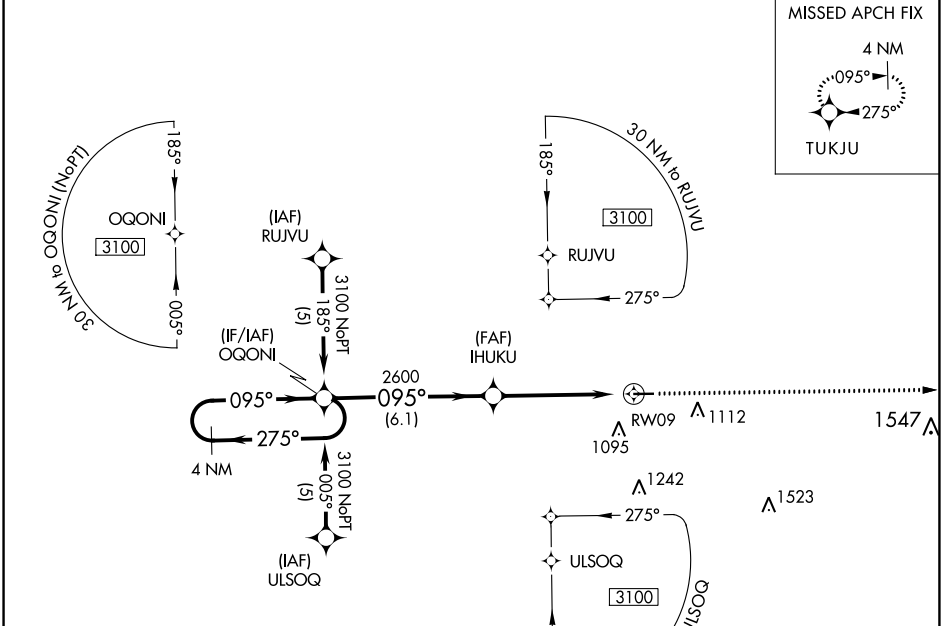 MISSED APCH FIX
4 NM
095°
275°
TUKJU
30 NM to OQONI (NoPT)
185°
OQONI
3100
005°
(IAF)
RUJVU
3100 NoPT
185°
(5)
30 NM to RUJVU
185°
3100
RUJVU
275°
(IF/IAF)
OQONI
(FAF)
IHUKU
2600
095°
(6.1)
095°
275°
4 NM
RW09
1112
1095
1547
1242
1523
3100 NoPT
005°
(5)
(IAF)
ULSOQ
275°
ULSOQ
3100
ULSOQ